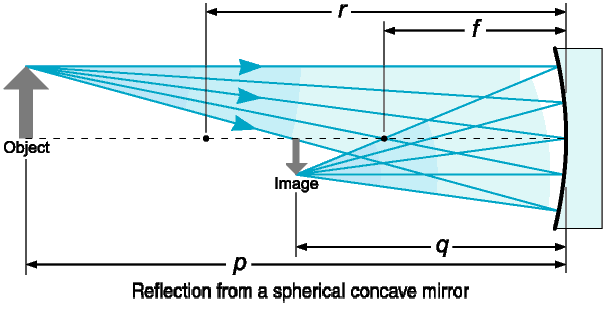 r
f
Object
Image
q
p
Reflection from a spherical concave mirror